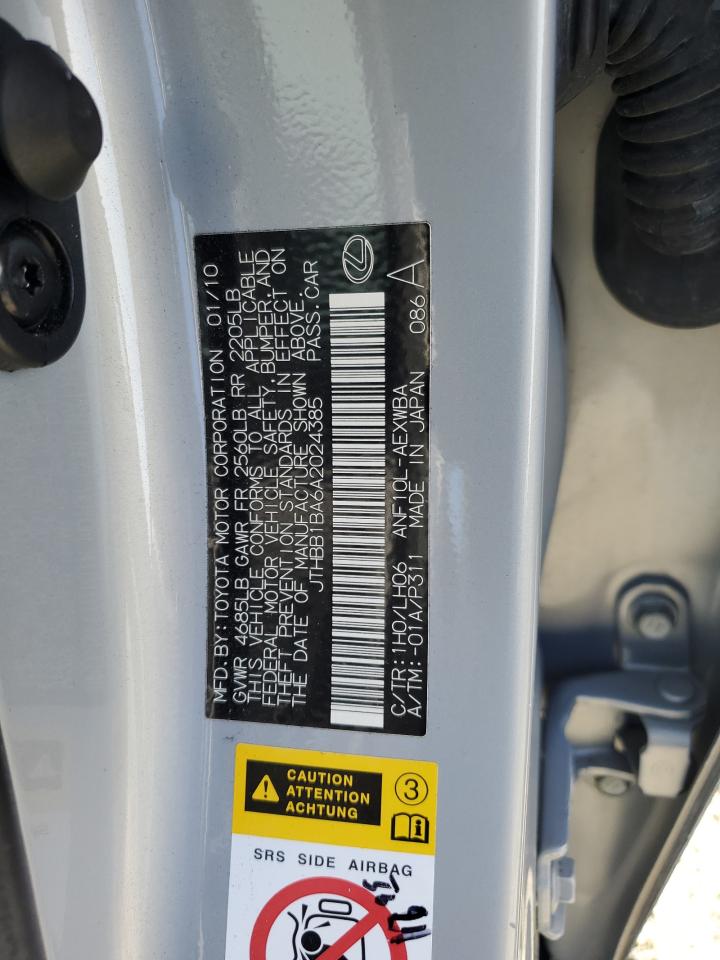 MFD.BY:TOYOTA MOTOR CORPORATION 01/10
GVWR 4685LB GAWR FR 2560LB RR 2205LB
THIS VEHICLE CONFORMS TO ALL APPLICABLE
FEDERAL MOTOR VEHICLE SAFETY, BUMPER, AND
THEFT PREVENTION STANDARDS IN EFFECT ON
THE DATE OF MANUFACTURE SHOWN ABOVE.
JTHBB1BA6A2024385 PASS.CAR
C/TR:1H0/LH06 ANF10L-AEXWBA 086 A
A/TM:-01A/P311 MADE IN JAPAN
CAUTION
ATTENTION
ACHTUNG
3
SRS SIDE AIRBAG